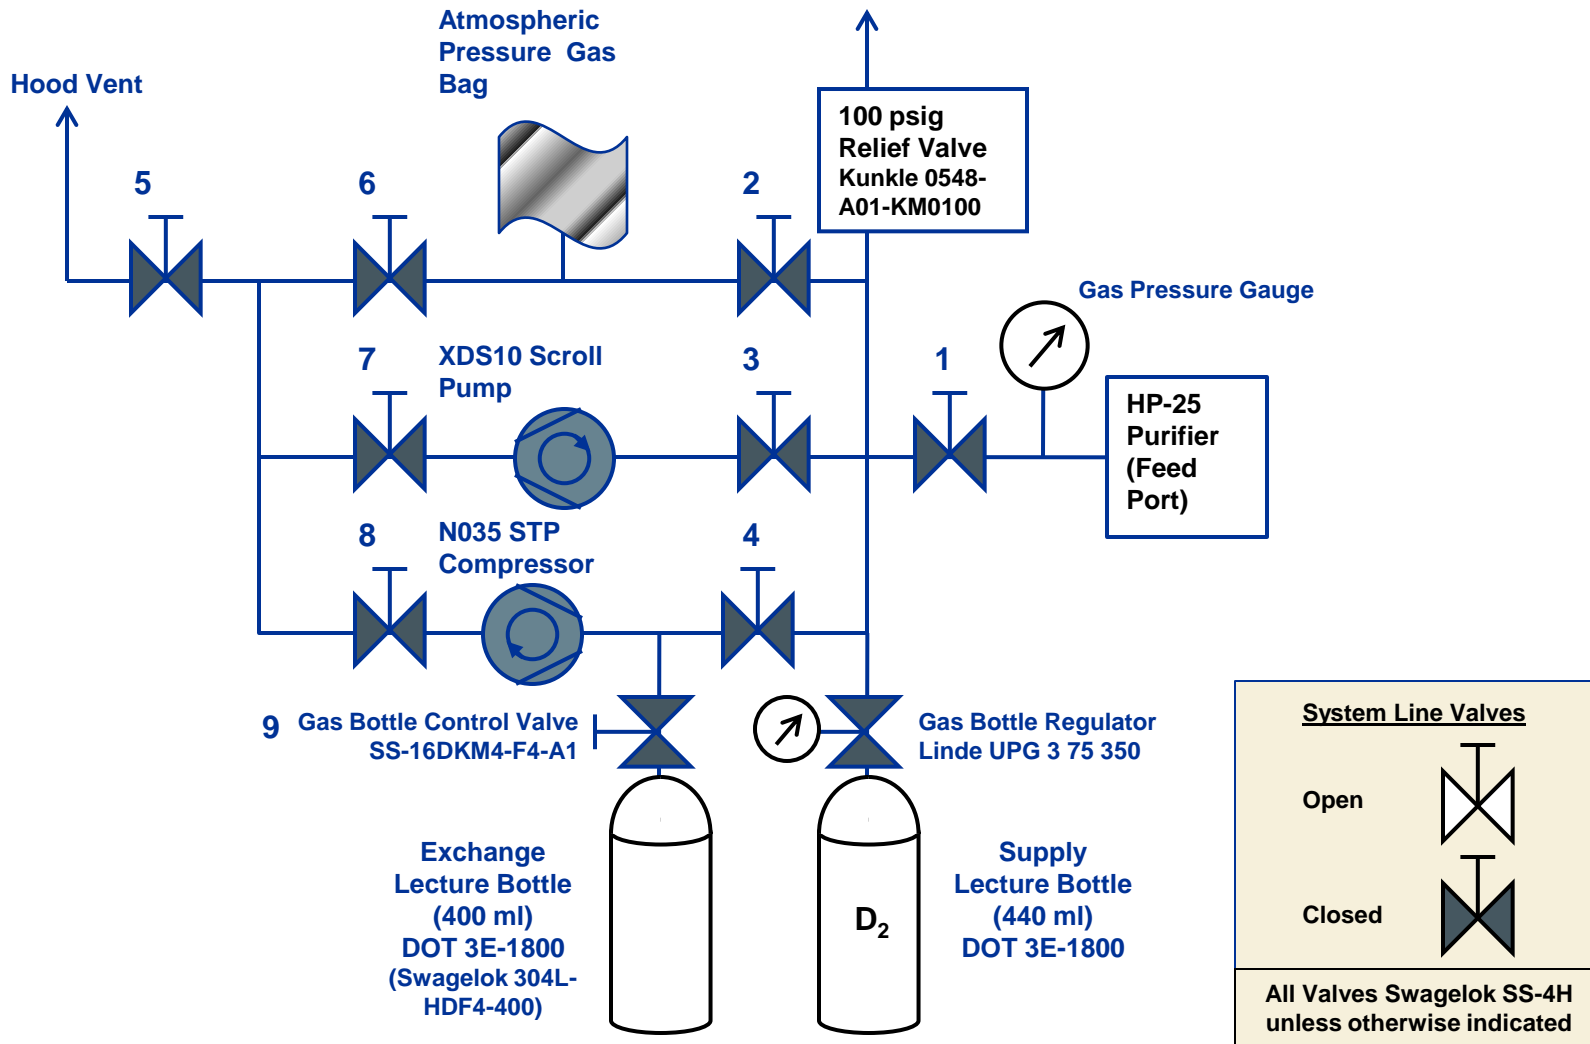 Atmospheric
Pressure Gas
Bag
Hood Vent
100 psig
Relief Valve
Kunkle 0548-
A01-KM0100
5
6
2
Gas Pressure Gauge
7
XDS10 Scroll
Pump
3
1
HP-25
Purifier
(Feed
Port)
8
N035 STP
Compressor
4
9 Gas Bottle Control Valve
SS-16DKM4-F4-A1
Gas Bottle Regulator
Linde UPG 3 75 350
Exchange
Lecture Bottle
(400 ml)
DOT 3E-1800
(Swagelok 304L-
HDF4-400)
D₂
Supply
Lecture Bottle
(440 ml)
DOT 3E-1800
System Line Valves
Open
Closed
All Valves Swagelok SS-4H
unless otherwise indicated